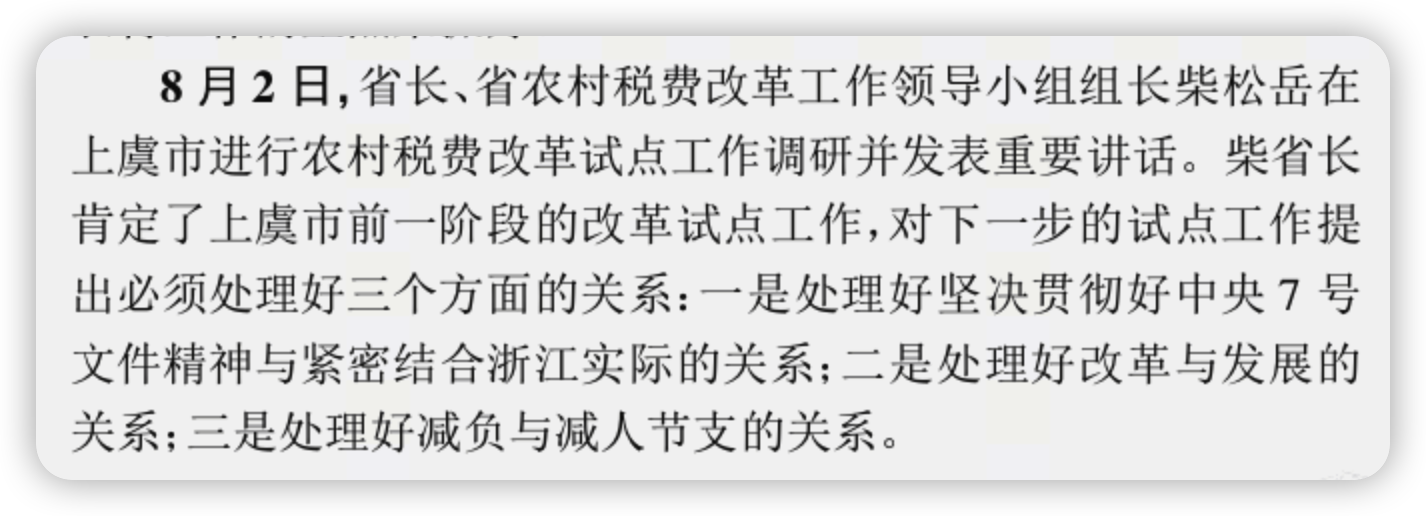 8月2日,省长、省农村税费改革工作领导小组组长柴松岳在
上虞市进行农村税费改革试点工作调研并发表重要讲话。柴省长
肯定了上虞市前一阶段的改革试点工作,对下一步的试点工作提
出必须处理好三个方面的关系:一是处理好坚决贯彻好中央7号
文件精神与紧密结合浙江实际的关系;二是处理好改革与发展的
关系;三是处理好减负与减人节支的关系。